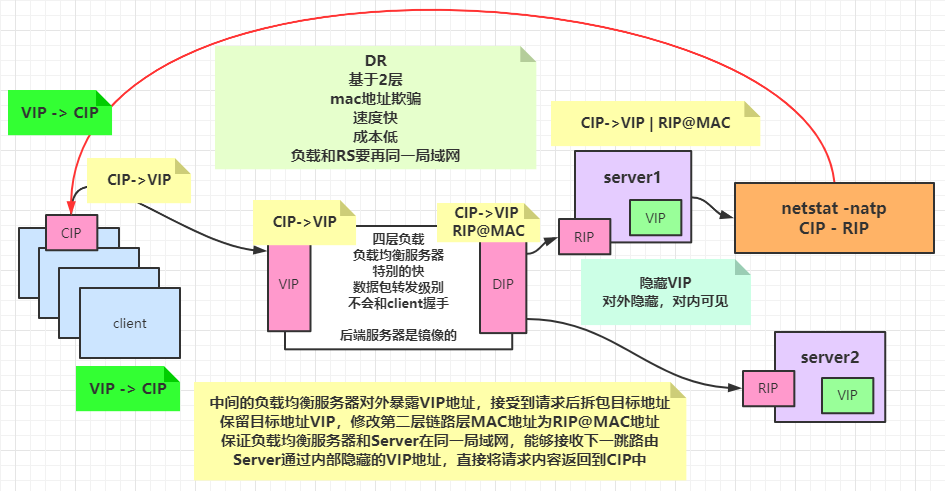 DR
基于2层
mac地址欺骗
速度快
成本低
负载和RS要再同一局域网
VIP -> CIP
CIP->VIP | RIP@MAC
CIP->VIP
server1
VIP
RIP
netstat -natp
CIP - RIP
CIP
client
CIP->VIP
VIP
四层负载
负载均衡服务器
特别的快
数据包转发级别
不会和client握手
后端服务器是镜像的
CIP->VIP
RIP@MAC
DIP
隐藏VIP
对外隐藏，对内可见
server2
RIP
VIP
VIP -> CIP
中间的负载均衡服务器对外暴露VIP地址，接受到请求后拆包目标地址
保留目标地址VIP，修改第二层链路层MAC地址为RIP@MAC地址
保证负载均衡服务器和Server在同一局域网，能够接收下一跳路由
Server通过内部隐藏的VIP地址，直接将请求内容返回到CIP中